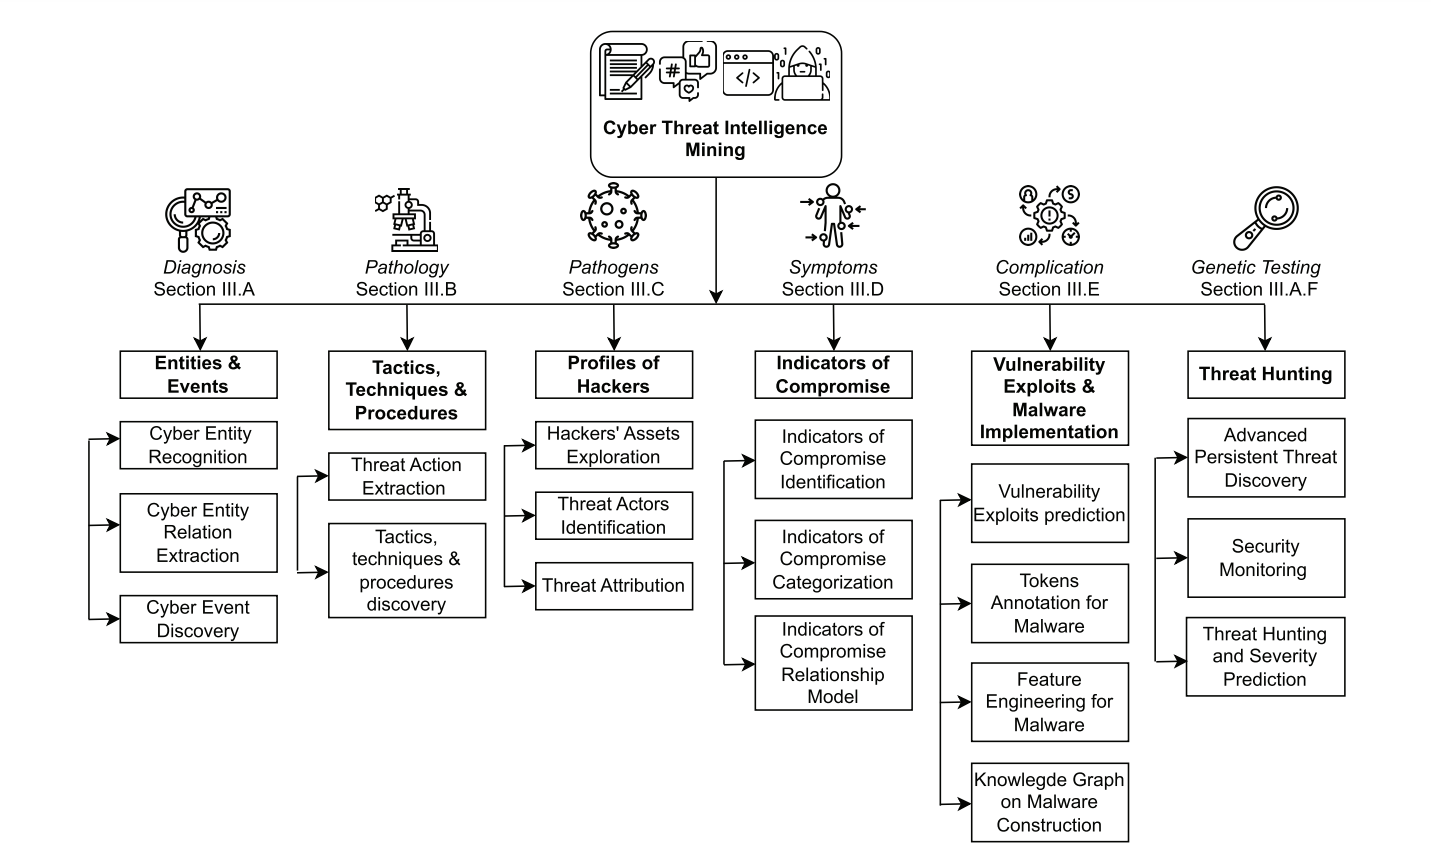 #
</>
1
0
1
0
Cyber Threat Intelligence
Mining
Diagnosis
Section III.A
Pathology
Section III.B
Pathogens
Section III.C
Symptoms
Section III.D
Complication
Section III.E
Genetic Testing
Section III.A.F
Entities &
Events
Cyber Entity
Recognition
Cyber Entity
Relation
Extraction
Cyber Event
Discovery
Tactics,
Techniques &
Procedures
Threat Action
Extraction
Tactics,
techniques &
procedures
discovery
Profiles of
Hackers
Hackers' Assets
Exploration
Threat Actors
Identification
Threat Attribution
Indicators of
Compromise
Indicators of
Compromise
Identification
Indicators of
Compromise
Categorization
Indicators of
Compromise
Relationship
Model
Vulnerability
Exploits &
Malware
Implementation
Vulnerability
Exploits prediction
Tokens
Annotation for
Malware
Feature
Engineering for
Malware
Knowlegde Graph
on Malware
Construction
Threat Hunting
Advanced
Persistent Threat
Discovery
Security
Monitoring
Threat Hunting
and Severity
Prediction